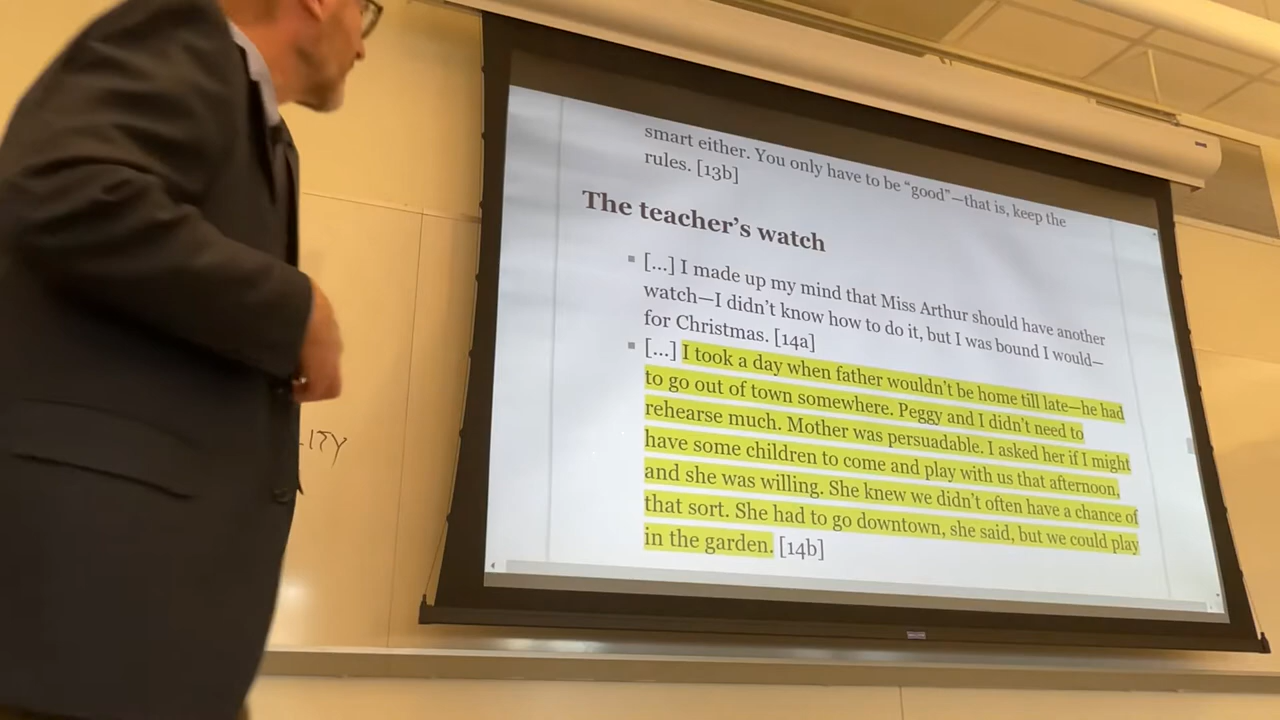 smart either. You only have to be “good”—that is, keep the
rules. [13b]
The teacher’s watch
[...] I made up my mind that Miss Arthur should have another
watch—I didn’t know how to do it, but I was bound I would—
for Christmas. [14a]
[...] I took a day when father wouldn’t be home till late—he had
to go out of town somewhere. Peggy and I didn’t need to
rehearse much. Mother was persuadable. I asked her if I might
have some children to come and play with us that afternoon,
and she was willing. She knew we didn’t often have a chance of
that sort. She had to go downtown, she said, but we could play
in the garden. [14b]